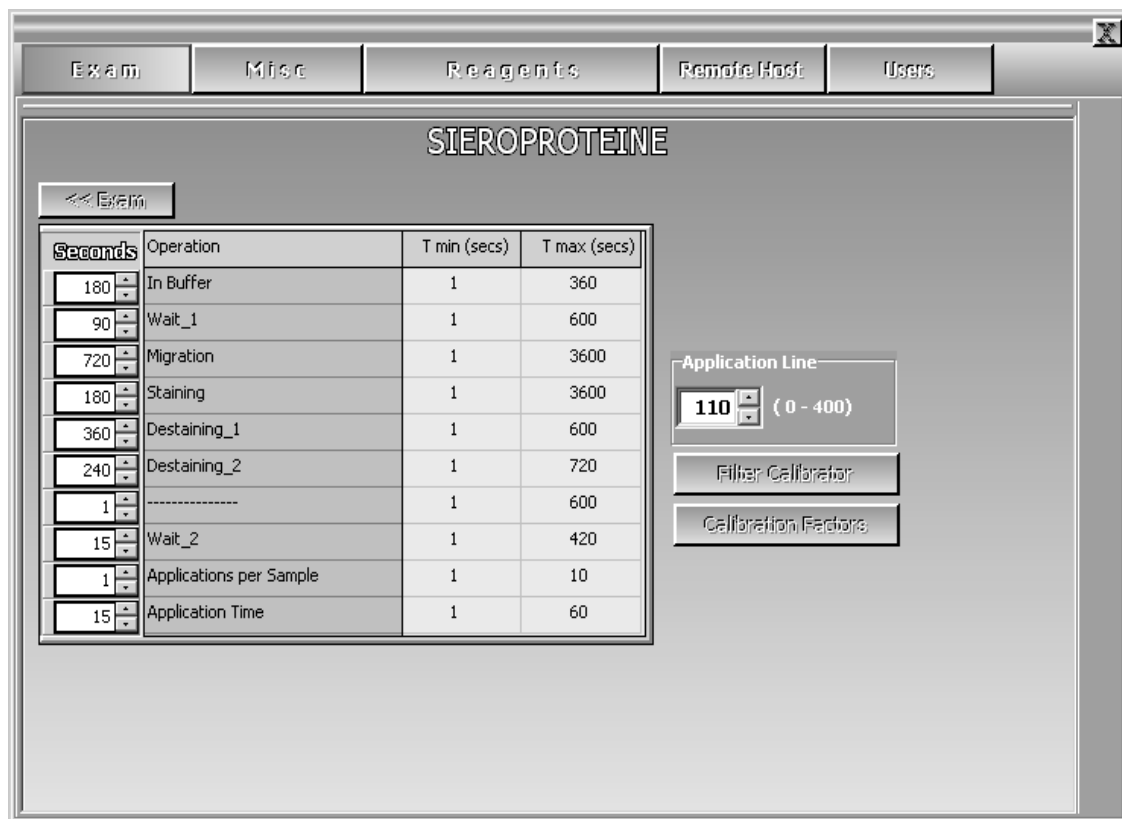 X
Exam Misc Reagents Remote Host Users
SIEROPROTEINE
<< Exam
Seconds Operation T min (secs) T max (secs)
180 In Buffer 1 360
90 Wait_1 1 600
720 Migration 1 3600
180 Staining 1 3600
360 Destaining_1 1 600
240 Destaining_2 1 720
1 --------------- 1 600
15 Wait_2 1 420
1 Applications per Sample 1 10
15 Application Time 1 60
Application Line
110 ( 0 - 400)
Filter Calibrator
Calibration Factors